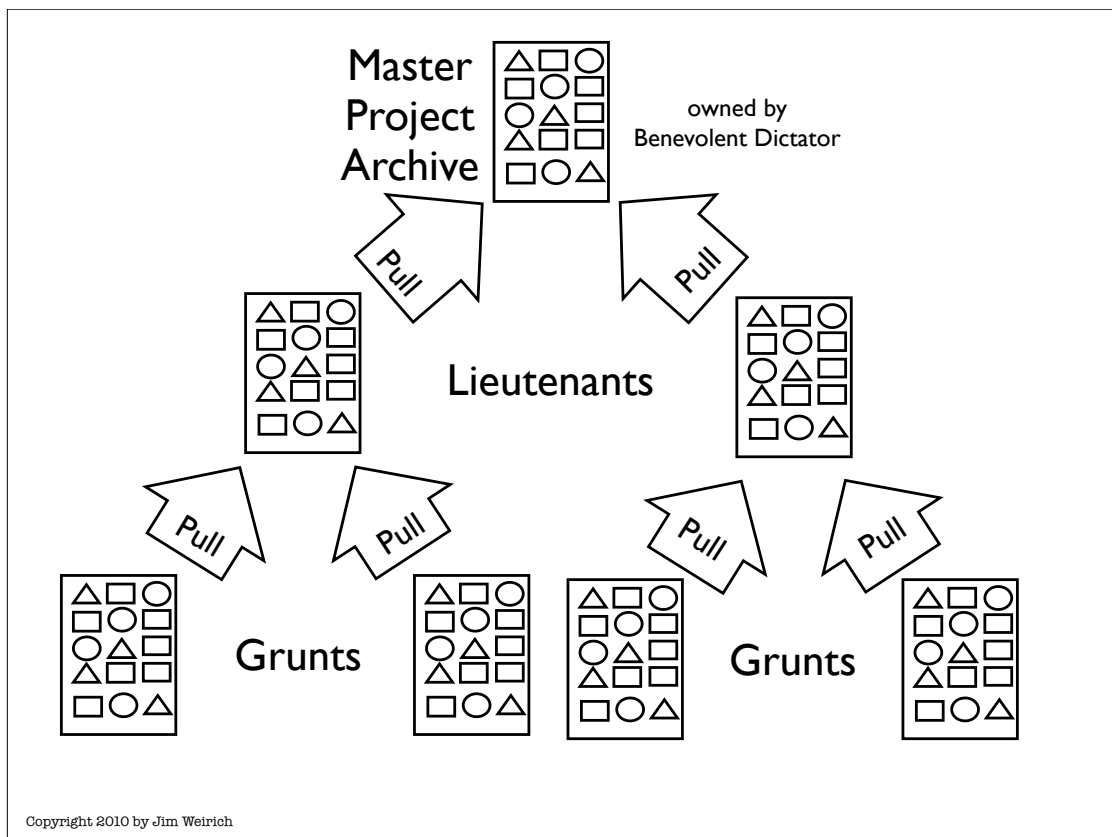 Master
Project
Archive
owned by
Benevolent Dictator
Pull
Pull
Lieutenants
Pull
Pull
Pull
Pull
Grunts
Grunts
Copyright 2010 by Jim Weirich